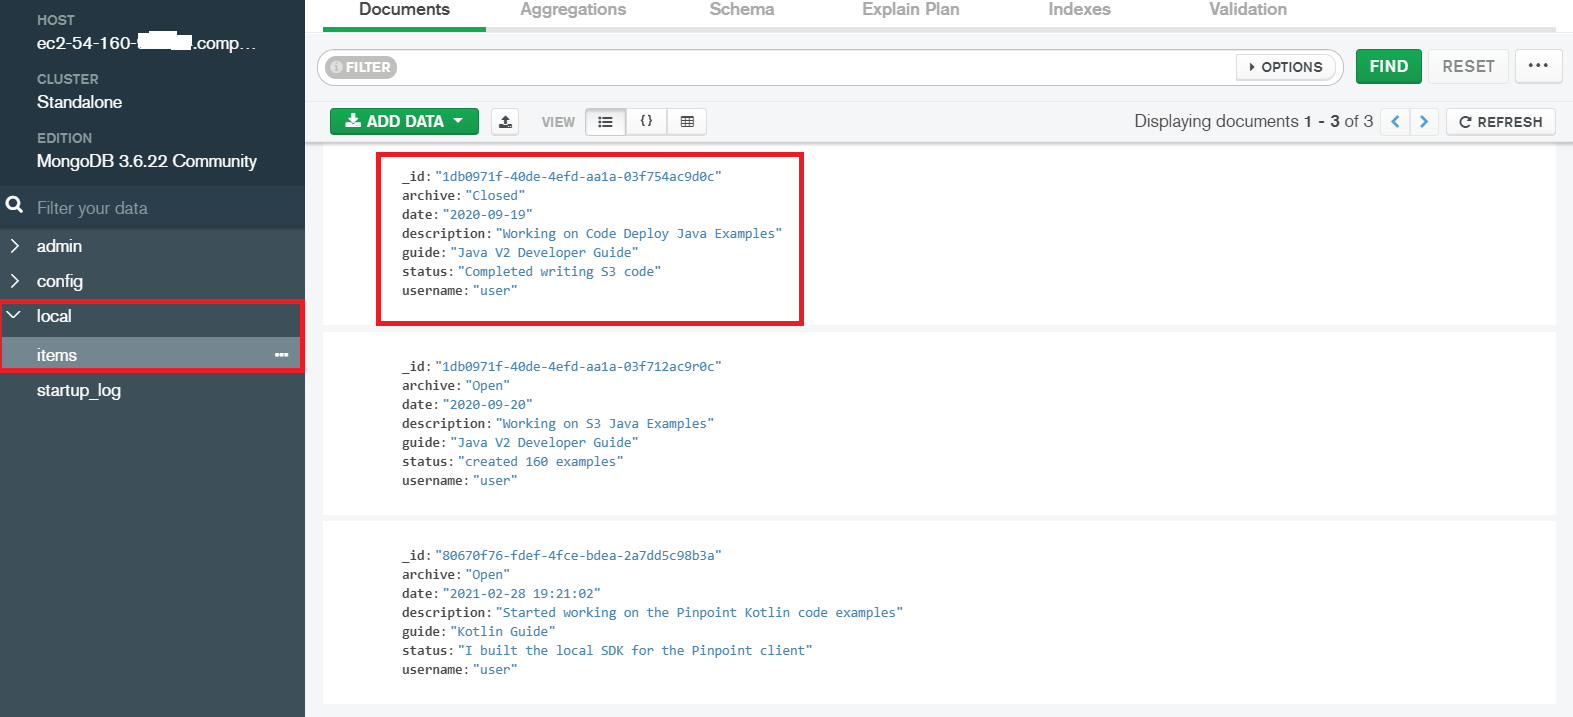 HOST
ec2-54-160- .comp...
CLUSTER
Standalone
EDITION
MongoDB 3.6.22 Community
Filter your data
admin
config
local
items
startup_log
Documents Aggregations Schema Explain Plan Indexes Validation
FILTER OPTIONS FIND RESET
ADD DATA VIEW {} Displaying documents 1 - 3 of 3 REFRESH
_id: "1db0971f-40de-4efd-aa1a-03f754ac9d0c"
archive: "Closed"
date: "2020-09-19"
description: "Working on Code Deploy Java Examples"
guide: "Java V2 Developer Guide"
status: "Completed writing S3 code"
username: "user"
_id: "1db0971f-40de-4efd-aa1a-03f712ac9r0c"
archive: "Open"
date: "2020-09-20"
description: "Working on S3 Java Examples"
guide: "Java V2 Developer Guide"
status: "created 160 examples"
username: "user"
_id: "80670f76-fdef-4fce-bdea-2a7dd5c98b3a"
archive: "Open"
date: "2021-02-28 19:21:02"
description: "Started working on the Pinpoint Kotlin code examples"
guide: "Kotlin Guide"
status: "I built the local SDK for the Pinpoint client"
username: "user"